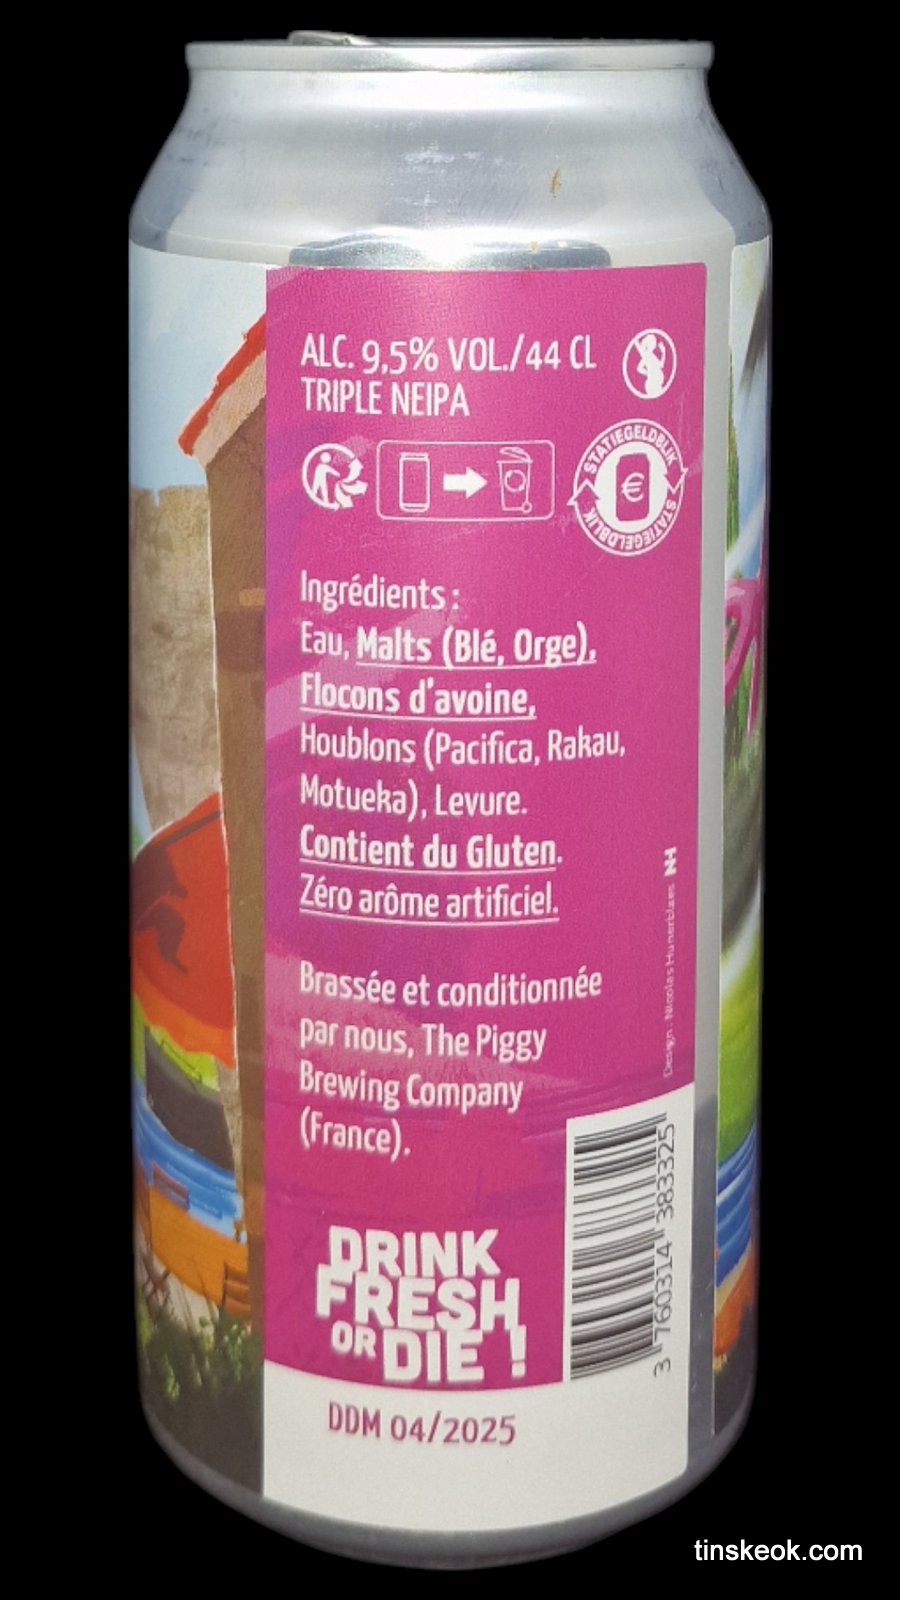 ALC. 9,5% VOL./44 CL
TRIPLE NEIPA
STATIEGELDBLIK
€
STATIEGELDBLIK
Ingrédients :
Eau, Malts (Blé, Orge),
Flocons d'avoine,
Houblons (Pacifica, Rakau,
Motueka), Levure.
Contient du Gluten.
Zéro arôme artificiel.
Brassée et conditionnée
par nous, The Piggy
Brewing Company
(France).
Design : Nicolas Hunerblaes NH
DRINK
FRESH
OR DIE !
3 760314 383325
DDM 04/2025
tinskeok.com